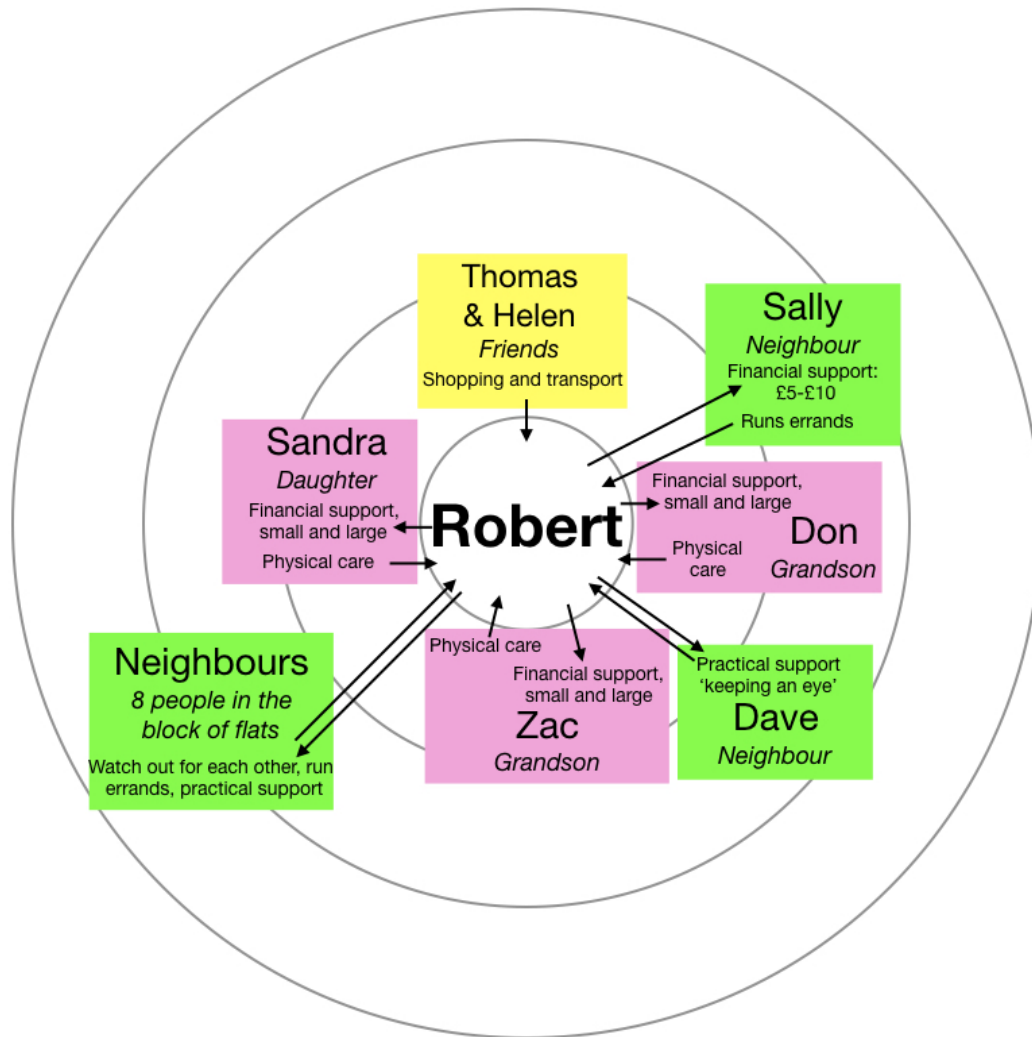 Thomas
& Helen
Friends
Shopping and transport
Sally
Neighbour
Financial support:
£5-£10
Runs errands
Sandra
Daughter
Financial support,
small and large
Physical care
Robert
Financial support,
small and large
Don
Grandson
Physical
care
Neighbours
8 people in the
block of flats
Watch out for each other, run
errands, practical support
Physical care
Financial support,
small and large
Zac
Grandson
Practical support
‘keeping an eye’
Dave
Neighbour